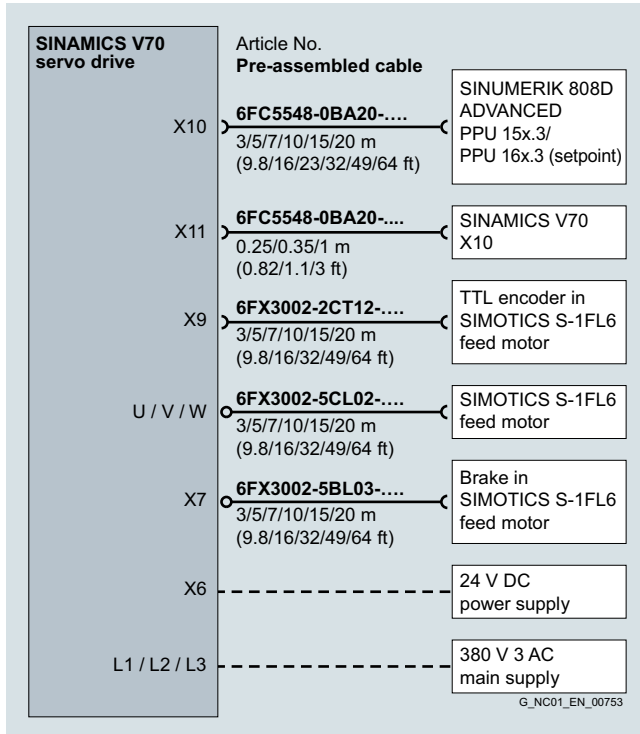 SINAMICS V70
servo drive
Article No.
Pre-assembled cable
X10
6FC5548-0BA20-....
3/5/7/10/15/20 m
(9.8/16/23/32/49/64 ft)
SINUMERIK 808D
ADVANCED
PPU 15x.3/
PPU 16x.3 (setpoint)
X11
6FC5548-0BA20-....
0.25/0.35/1 m
(0.82/1.1/3 ft)
SINAMICS V70
X10
X9
6FX3002-2CT12-....
3/5/7/10/15/20 m
(9.8/16/32/49/64 ft)
TTL encoder in
SIMOTICS S-1FL6
feed motor
U / V / W
6FX3002-5CL02-....
3/5/7/10/15/20 m
(9.8/16/32/49/64 ft)
SIMOTICS S-1FL6
feed motor
X7
6FX3002-5BL03-....
3/5/7/10/15/20 m
(9.8/16/32/49/64 ft)
Brake in
SIMOTICS S-1FL6
feed motor
X6
24 V DC
power supply
L1 / L2 / L3
380 V 3 AC
main supply
G_NC01_EN_00753